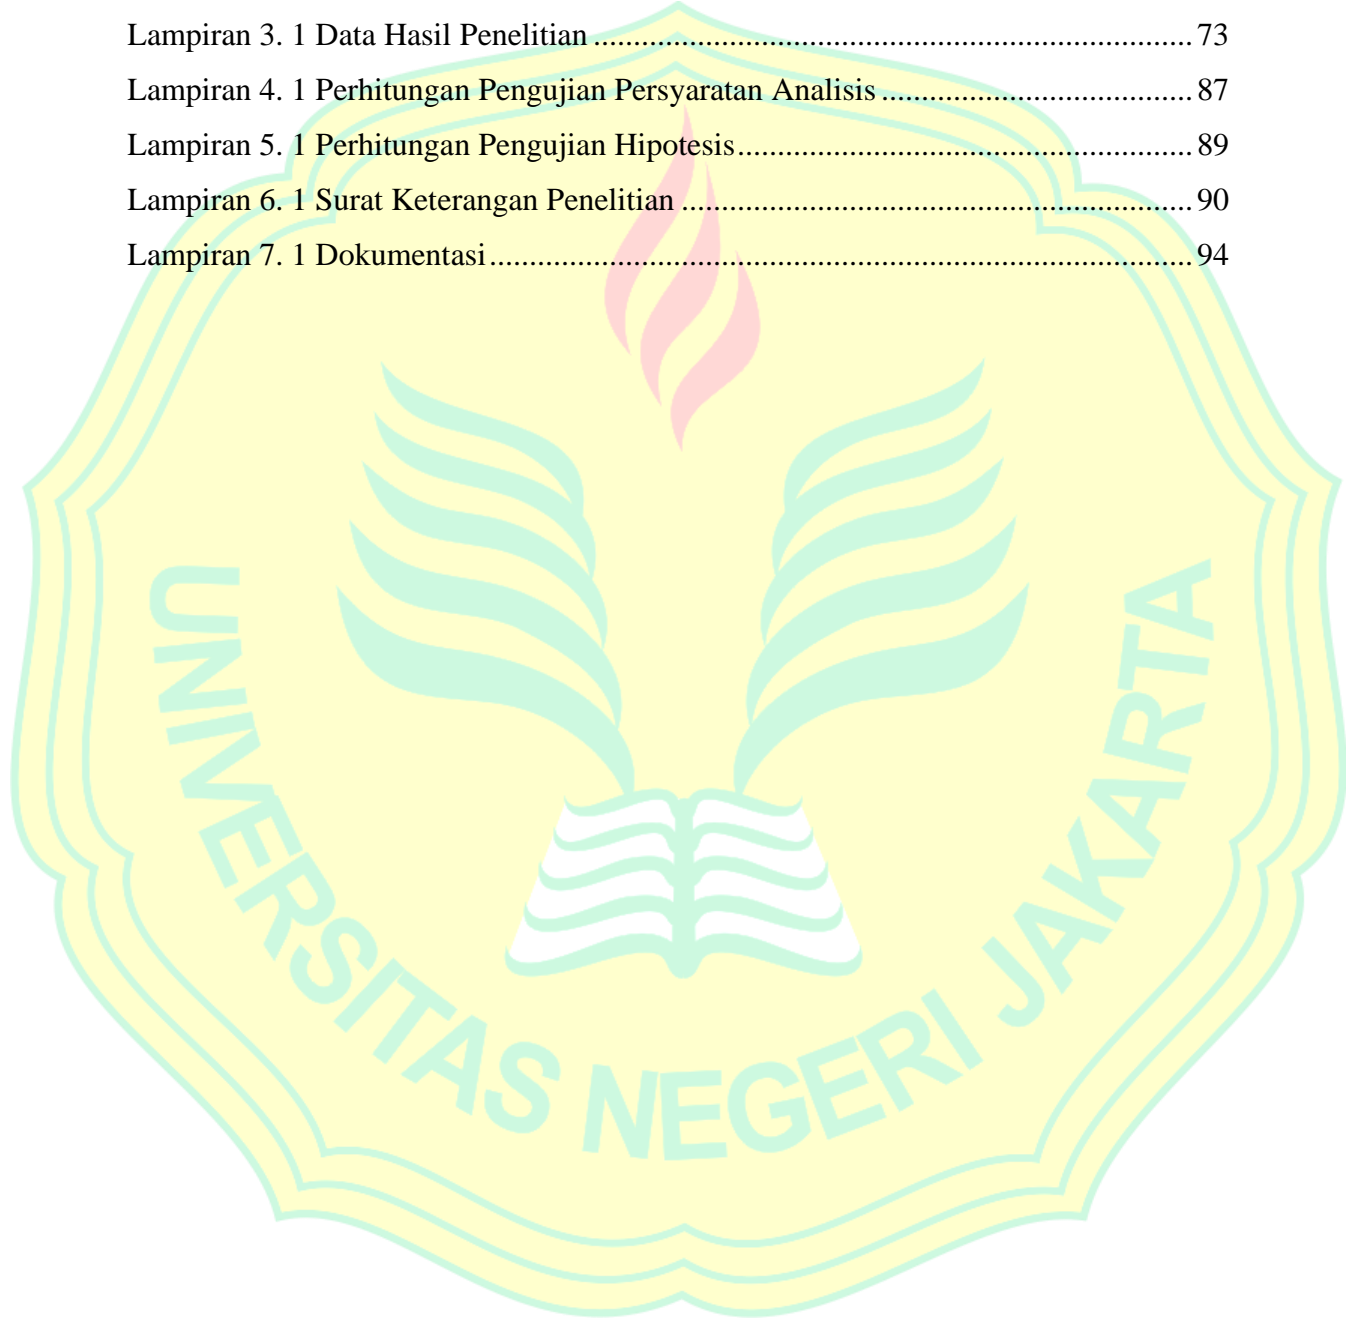 Lampiran 3. 1 Data Hasil Penelitian ........................................................................... 73
Lampiran 4. 1 Perhitungan Pengujian Persyaratan Analisis ....................................... 87
Lampiran 5. 1 Perhitungan Pengujian Hipotesis......................................................... 89
Lampiran 6. 1 Surat Keterangan Penelitian ................................................................ 90
Lampiran 7. 1 Dokumentasi........................................................................................ 94
UNIVERSITAS NEGERI JAKARTA